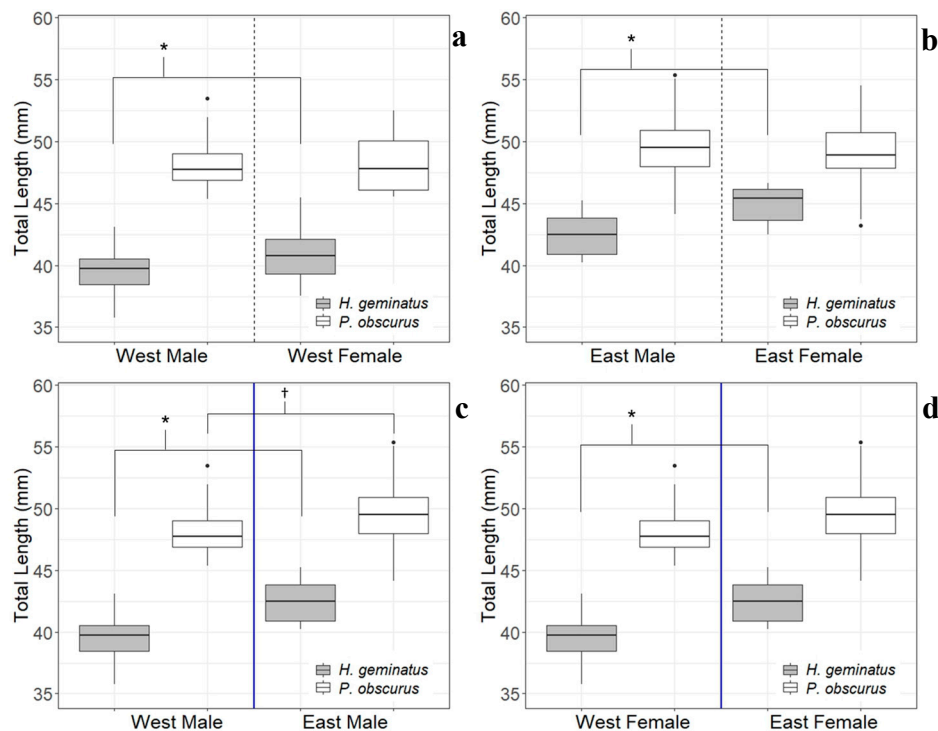 a
60
55
50
45
40
35
Total Length (mm)
*
H. geminatus
P. obscurus
West Male West Female
b
60
55
50
45
40
35
Total Length (mm)
*
H. geminatus
P. obscurus
East Male East Female
c
60
55
50
45
40
35
Total Length (mm)
*
†
H. geminatus
P. obscurus
West Male East Male
d
60
55
50
45
40
35
Total Length (mm)
*
H. geminatus
P. obscurus
West Female East Female